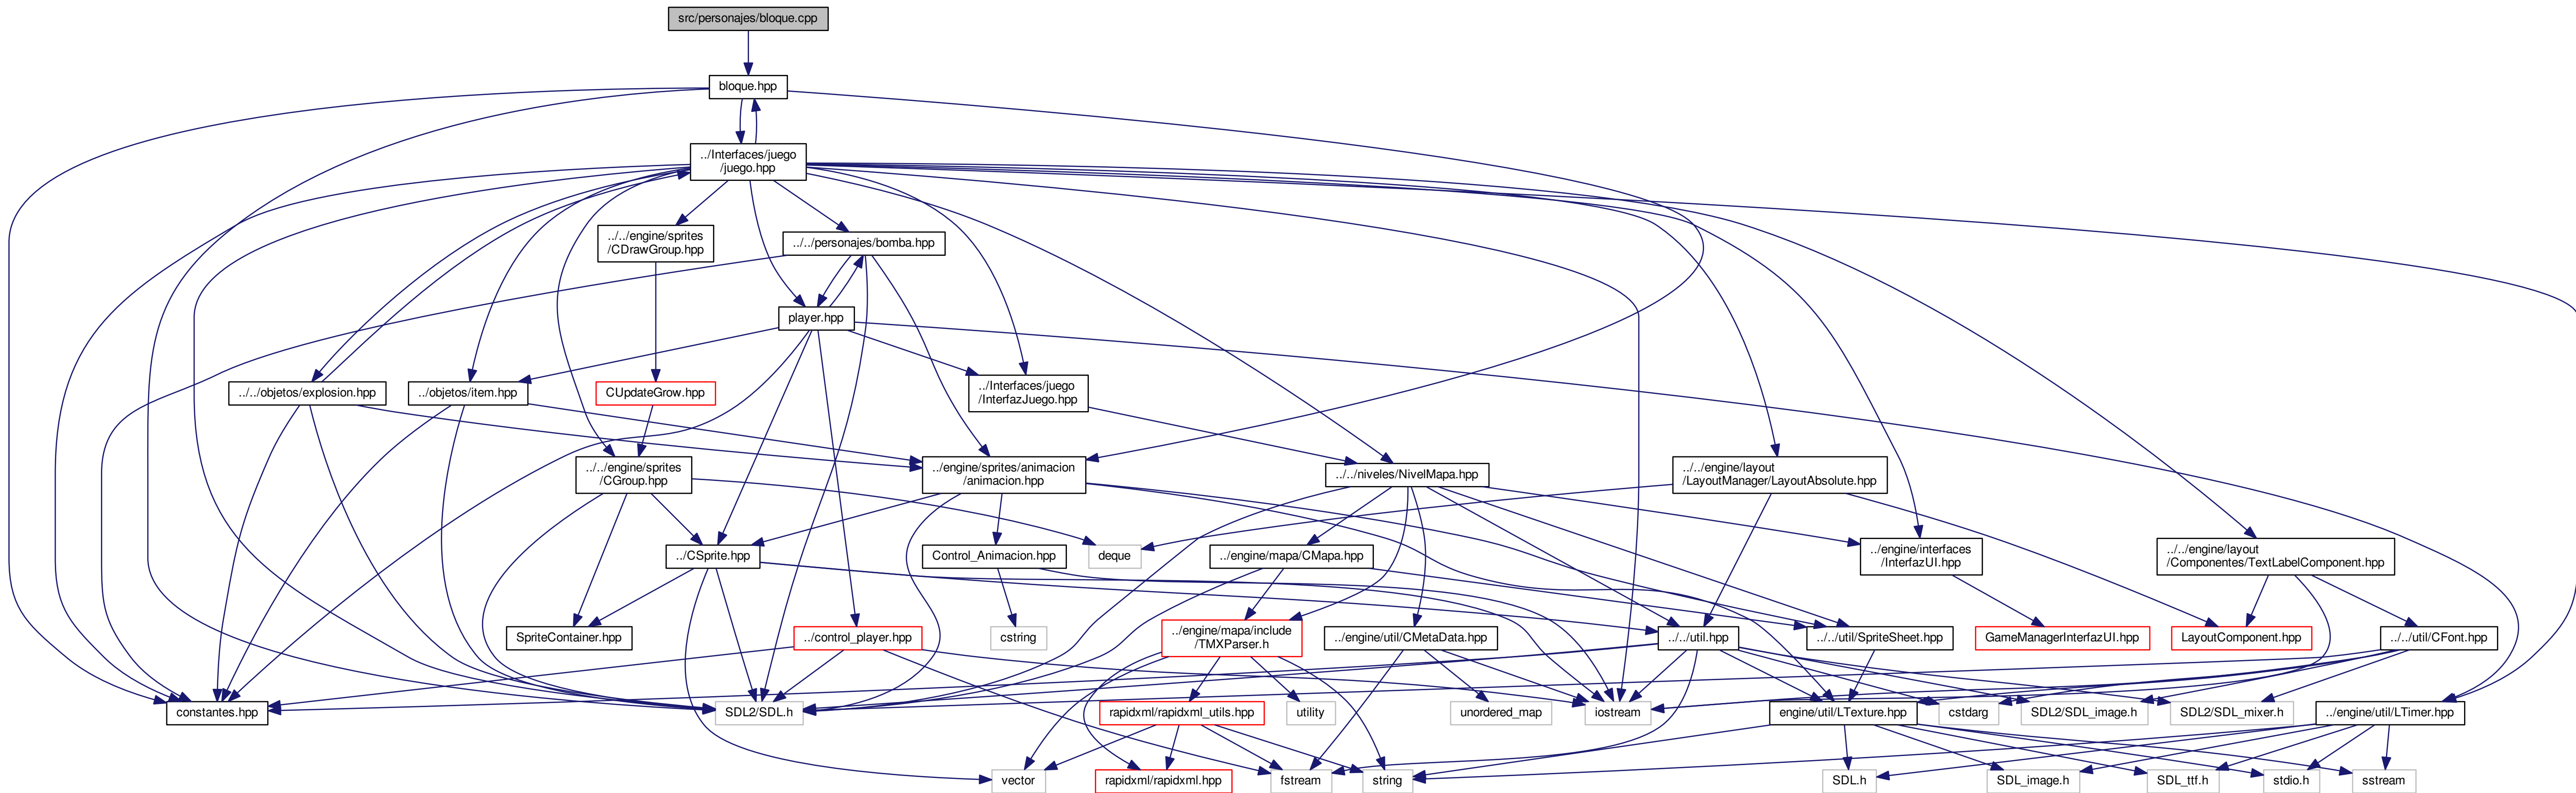 src/personajes/bloque.cpp
bloque.hpp
../Interfaces/juego
/juego.hpp
../../engine/sprites
/CDrawGroup.hpp
../../personajes/bomba.hpp
player.hpp
../../objetos/explosion.hpp
../objetos/item.hpp
CUpdateGrow.hpp
../Interfaces/juego
/InterfazJuego.hpp
../../engine/sprites
/CGroup.hpp
../engine/sprites/animacion
/animacion.hpp
../../niveles/NivelMapa.hpp
../../engine/layout
/LayoutManager/LayoutAbsolute.hpp
../CSprite.hpp
Control_Animacion.hpp
deque
../engine/mapa/CMapa.hpp
../engine/interfaces
/InterfazUI.hpp
../../engine/layout
/Componentes/TextLabelComponent.hpp
SpriteContainer.hpp
../control_player.hpp
cstring
../engine/mapa/include
/TMXParser.h
../engine/util/CMetaData.hpp
../../util.hpp
../../util/SpriteSheet.hpp
GameManagerInterfazUI.hpp
LayoutComponent.hpp
../../util/CFont.hpp
constantes.hpp
SDL2/SDL.h
rapidxml/rapidxml_utils.hpp
utility
unordered_map
iostream
engine/util/LTexture.hpp
cstdarg
SDL2/SDL_image.h
SDL2/SDL_mixer.h
../engine/util/LTimer.hpp
vector
rapidxml/rapidxml.hpp
fstream
string
SDL.h
SDL_image.h
SDL_ttf.h
stdio.h
sstream